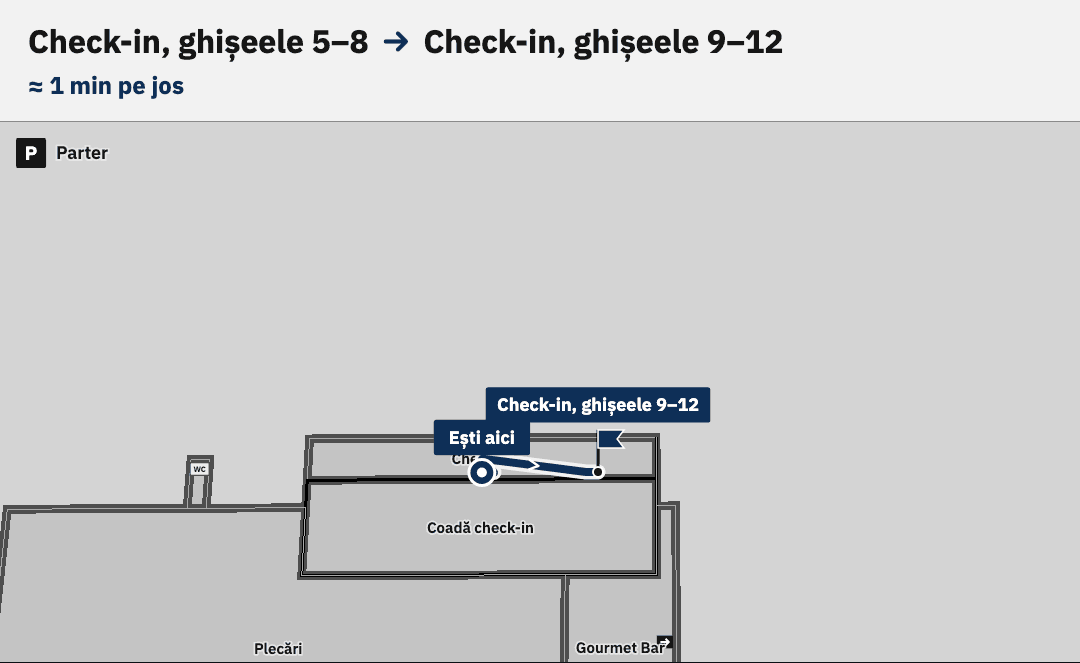 Check-in, ghișeele 5–8 → Check-in, ghișeele 9–12
≈ 1 min pe jos
P Parter
Check-in, ghișeele 9–12
Ești aici
WC
Coadă check-in
Plecări
Gourmet Bar